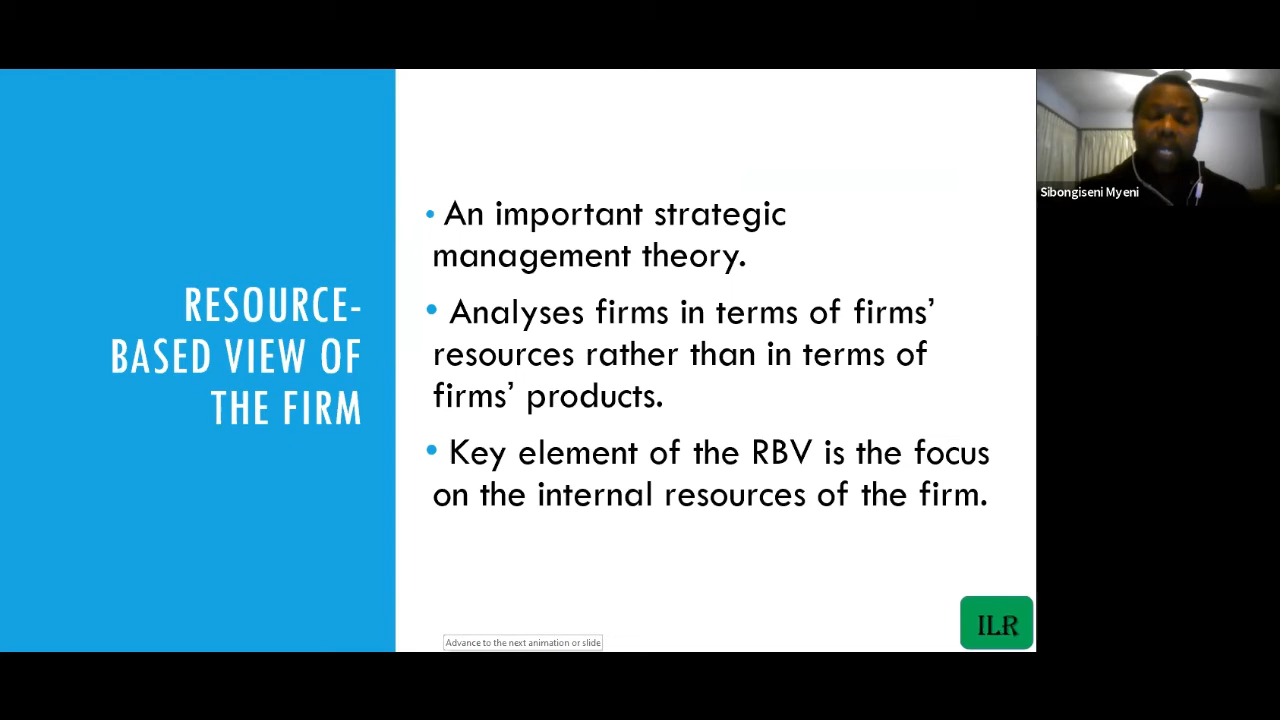 RESOURCE-
BASED VIEW OF
THE FIRM
• An important strategic
management theory.
• Analyses firms in terms of firms’
resources rather than in terms of
firms’ products.
• Key element of the RBV is the focus
on the internal resources of the firm.
Advance to the next animation or slide
ILR
Sibongiseni Myeni